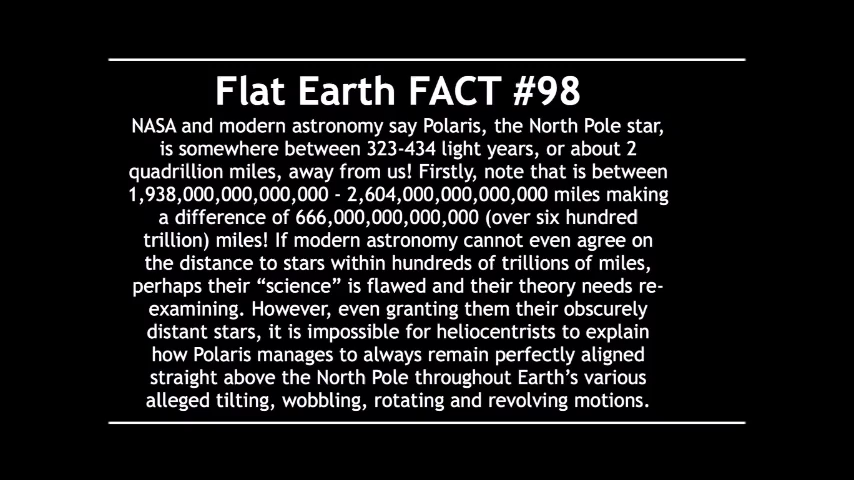 Flat Earth FACT #98
NASA and modern astronomy say Polaris, the North Pole star,
is somewhere between 323-434 light years, or about 2
quadrillion miles, away from us! Firstly, note that is between
1,938,000,000,000,000 - 2,604,000,000,000,000 miles making
a difference of 666,000,000,000,000 (over six hundred
trillion) miles! If modern astronomy cannot even agree on
the distance to stars within hundreds of trillions of miles,
perhaps their “science” is flawed and their theory needs re-
examining. However, even granting them their obscurely
distant stars, it is impossible for heliocentrists to explain
how Polaris manages to always remain perfectly aligned
straight above the North Pole throughout Earth’s various
alleged tilting, wobbling, rotating and revolving motions.